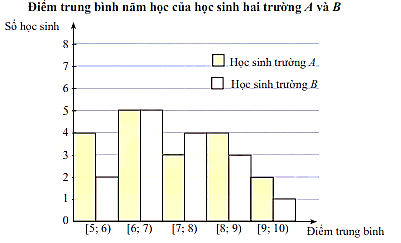 Điểm trung bình năm học của học sinh hai trường A và B
Số học sinh
8
7
6
5
4
3
2
1
0
Học sinh trường A
Học sinh trường B
[5; 6) [6; 7) [7; 8) [8; 9) [9; 10)
Điểm trung bình